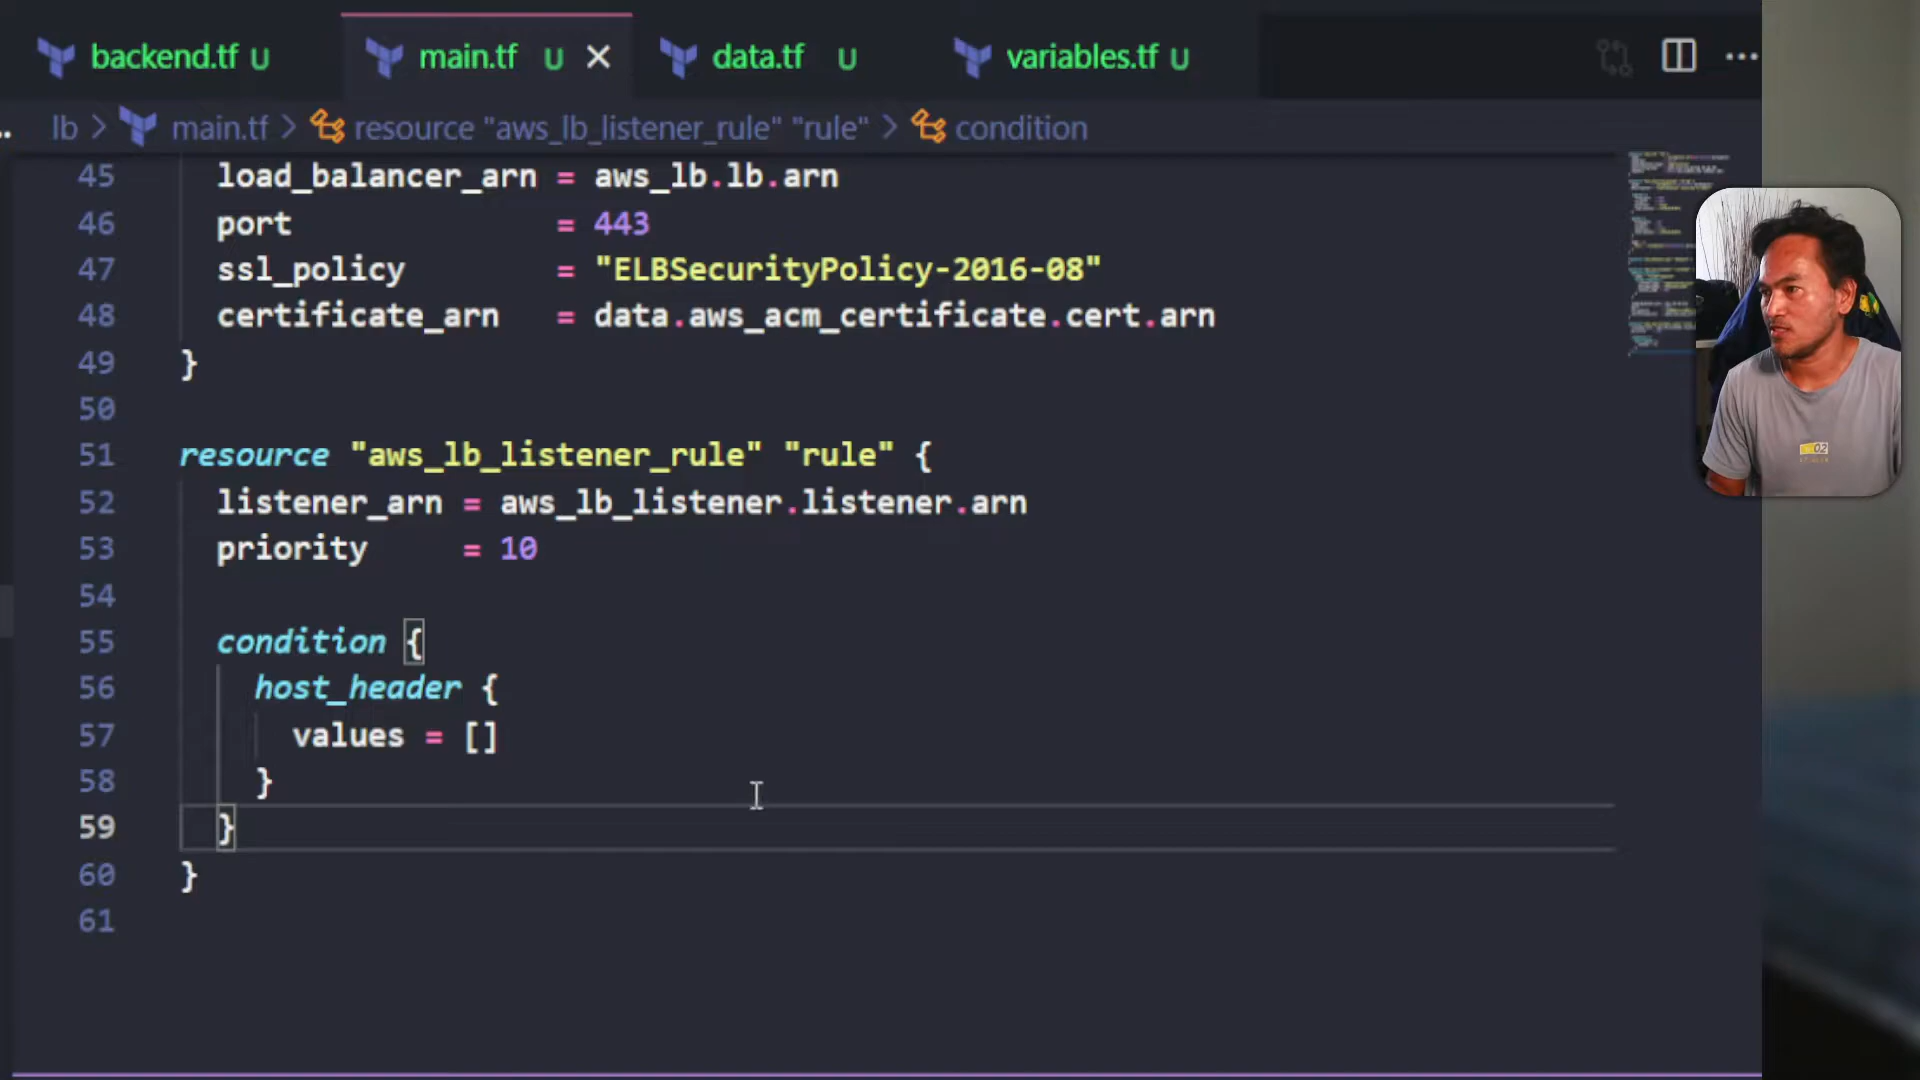 backend.tf U
main.tf U
data.tf U
variables.tf U
lb > main.tf > resource "aws_lb_listener_rule" "rule" > condition
45 load_balancer_arn = aws_lb.lb.arn
46 port = 443
47 ssl_policy = "ELBSecurityPolicy-2016-08"
48 certificate_arn = data.aws_acm_certificate.cert.arn
49 }
50
51 resource "aws_lb_listener_rule" "rule" {
52 listener_arn = aws_lb_listener.listener.arn
53 priority = 10
54
55 condition {
56 host_header {
57 values = []
58 }
59 }
60 }
61
02